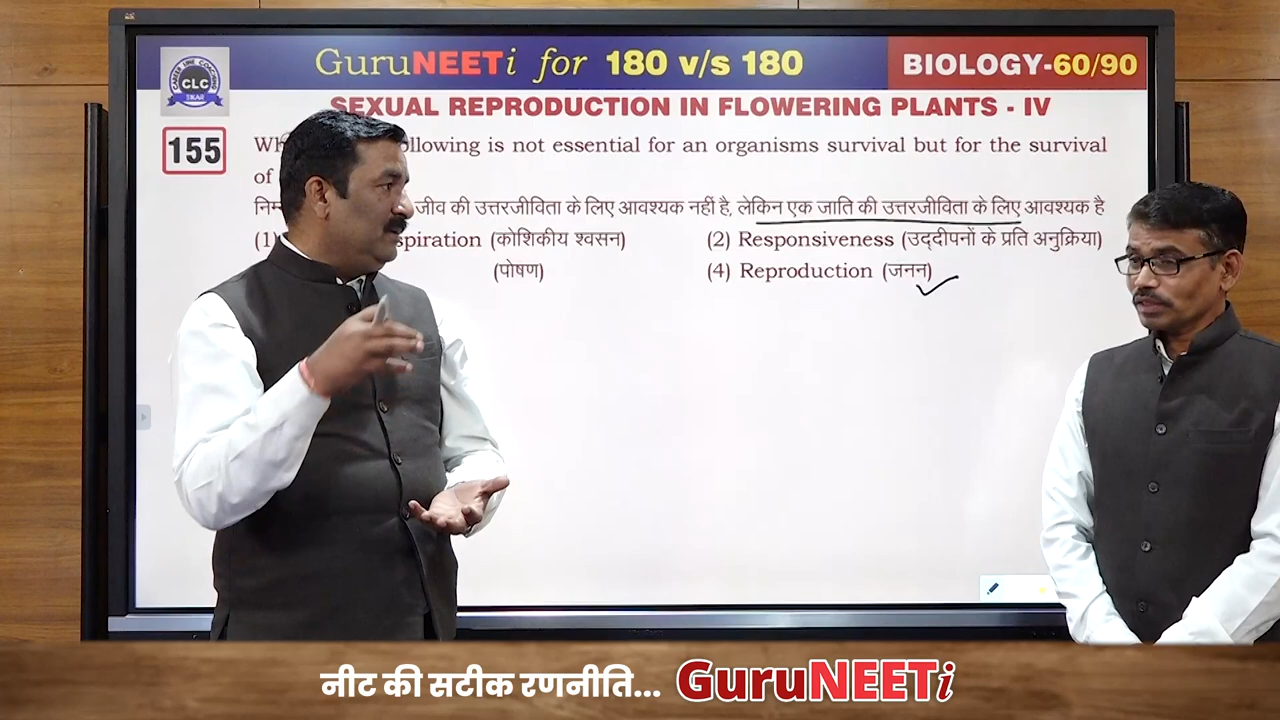 GuruNEETi for 180 v/s 180
BIOLOGY-60/90
CLC
SIKAR
SEXUAL REPRODUCTION IN FLOWERING PLANTS - IV
155
ollowing is not essential for an organisms survival but for the survival
of
जीव की उत्तरजीविता के लिए आवश्यक नहीं है, लेकिन एक जाति की उत्तरजीविता के लिए आवश्यक है
(1) spiration (कोशिकीय श्वसन) (2) Responsiveness (उद्दीपनों के प्रति अनुक्रिया)
(पोषण) (4) Reproduction (जनन)
नीट की सटीक रणनीति... GuruNEETi